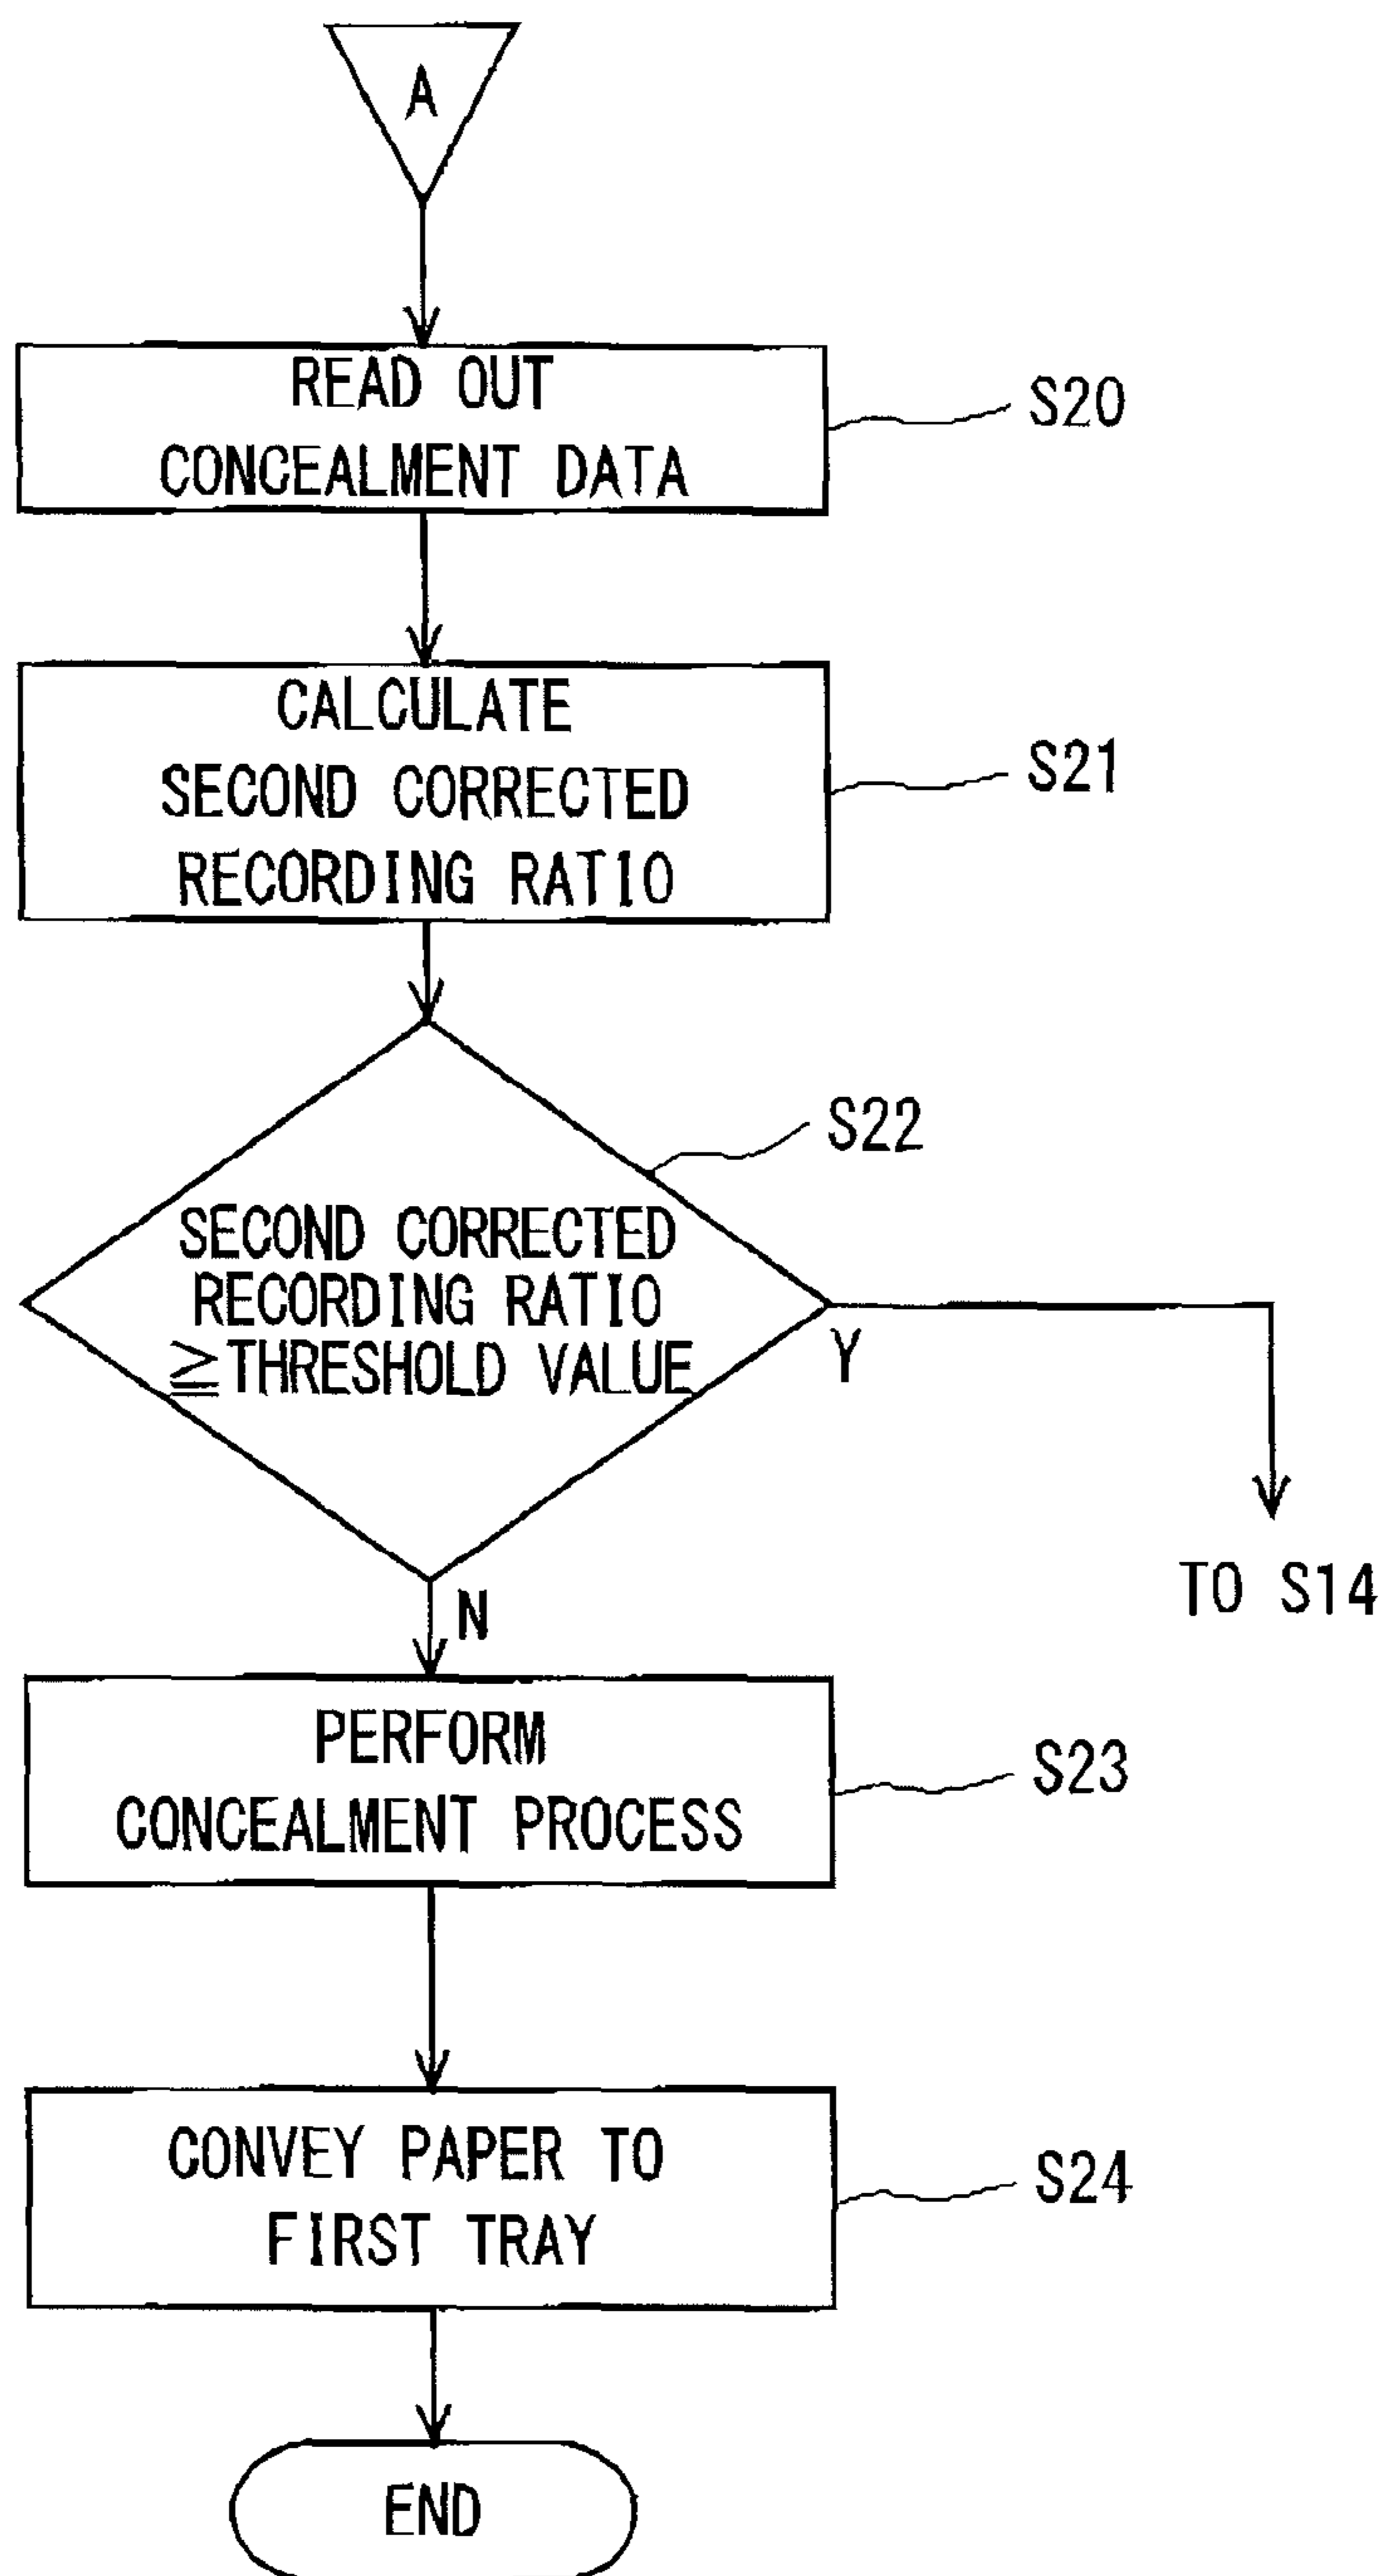 A
READ OUT
CONCEALMENT DATA
S20
CALCULATE
SECOND CORRECTED
RECORDING RATIO
S21
S22
SECOND CORRECTED
RECORDING RATIO
≧THRESHOLD VALUE
Y
TO S14
N
PERFORM
CONCEALMENT PROCESS
S23
CONVEY PAPER TO
FIRST TRAY
S24
END